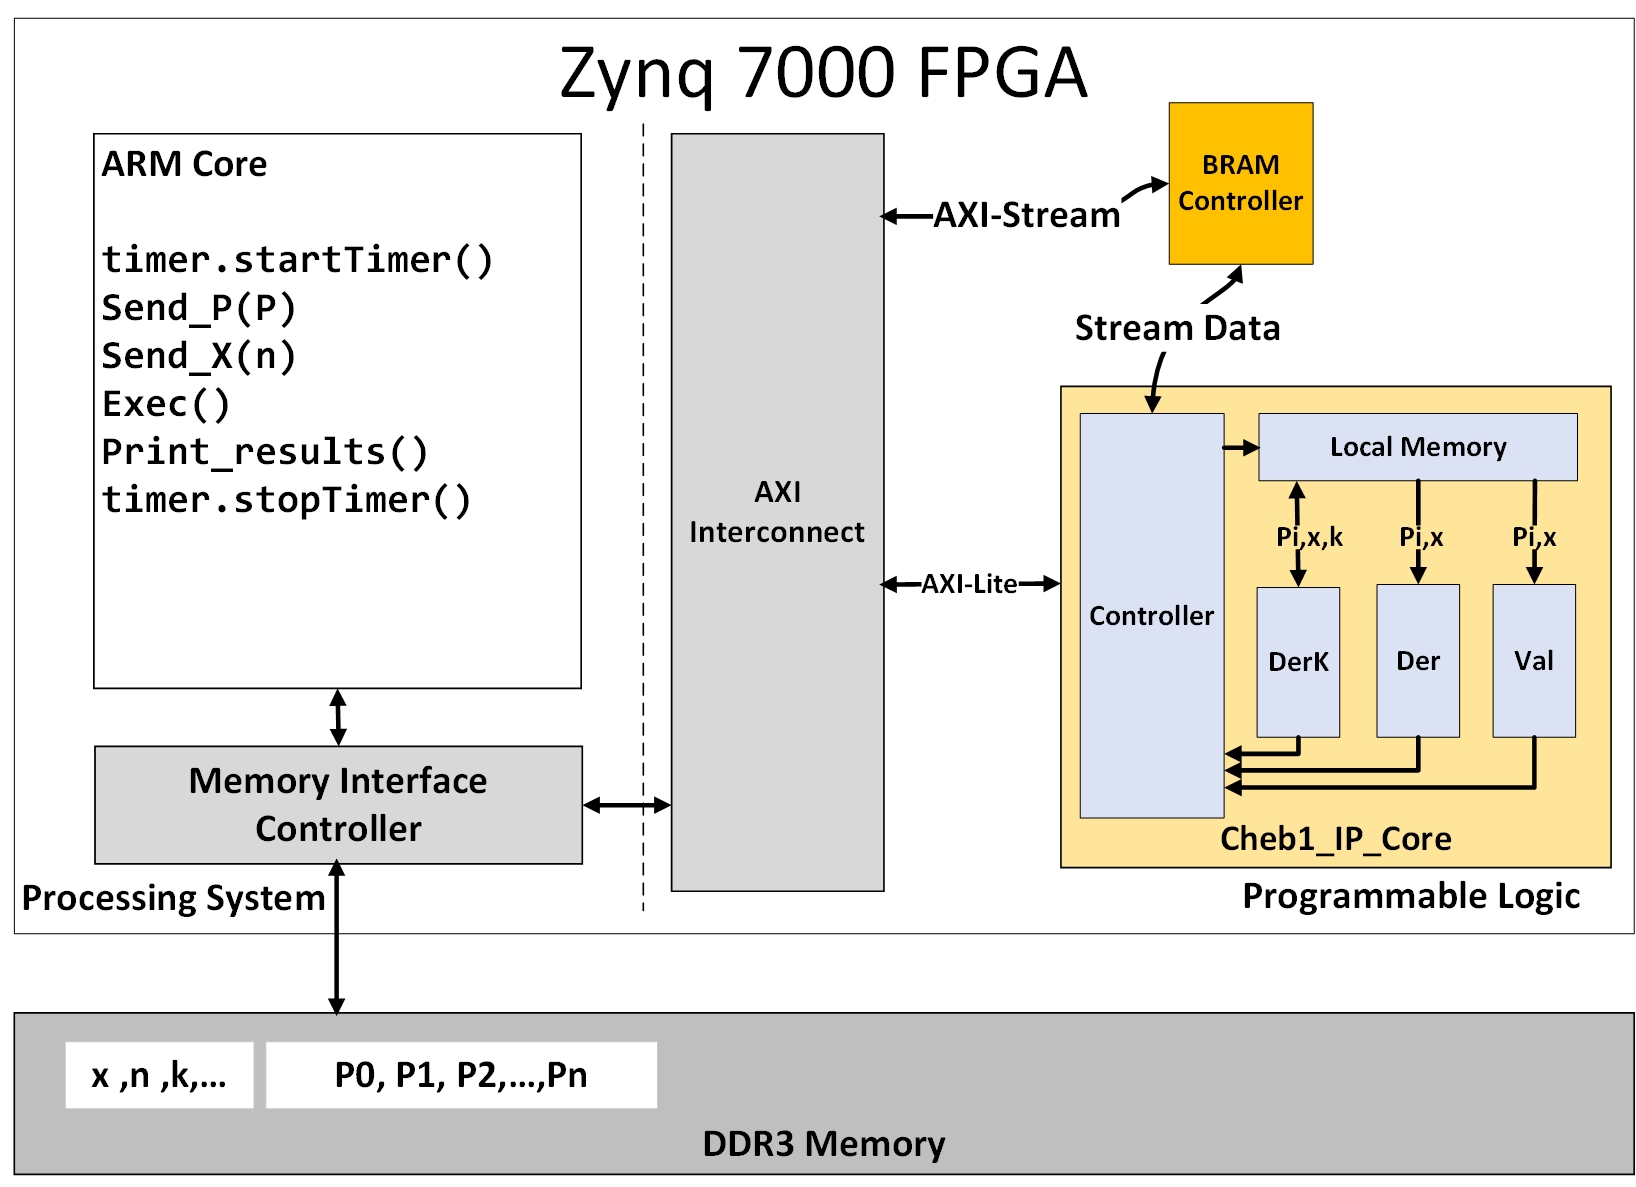 Zynq 7000 FPGA
ARM Core
timer.startTimer()
Send_P(P)
Send_X(n)
Exec()
Print_results()
timer.stopTimer()
Memory Interface
Controller
Processing System
AXI
Interconnect
AXI-Stream
BRAM
Controller
Stream Data
AXI-Lite
Controller
Local Memory
Pi,x,k
Pi,x
Pi,x
DerK
Der
Val
Cheb1_IP_Core
Programmable Logic
x ,n ,k,...
P0, P1, P2,...,Pn
DDR3 Memory